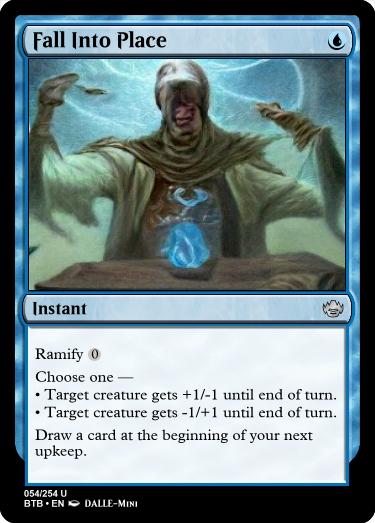 Fall Into Place
Instant
Ramify 0
Choose one —
• Target creature gets +1/-1 until end of turn.
• Target creature gets -1/+1 until end of turn.
Draw a card at the beginning of your next
upkeep.
054/254 U
BTB • EN DALLE-Mini